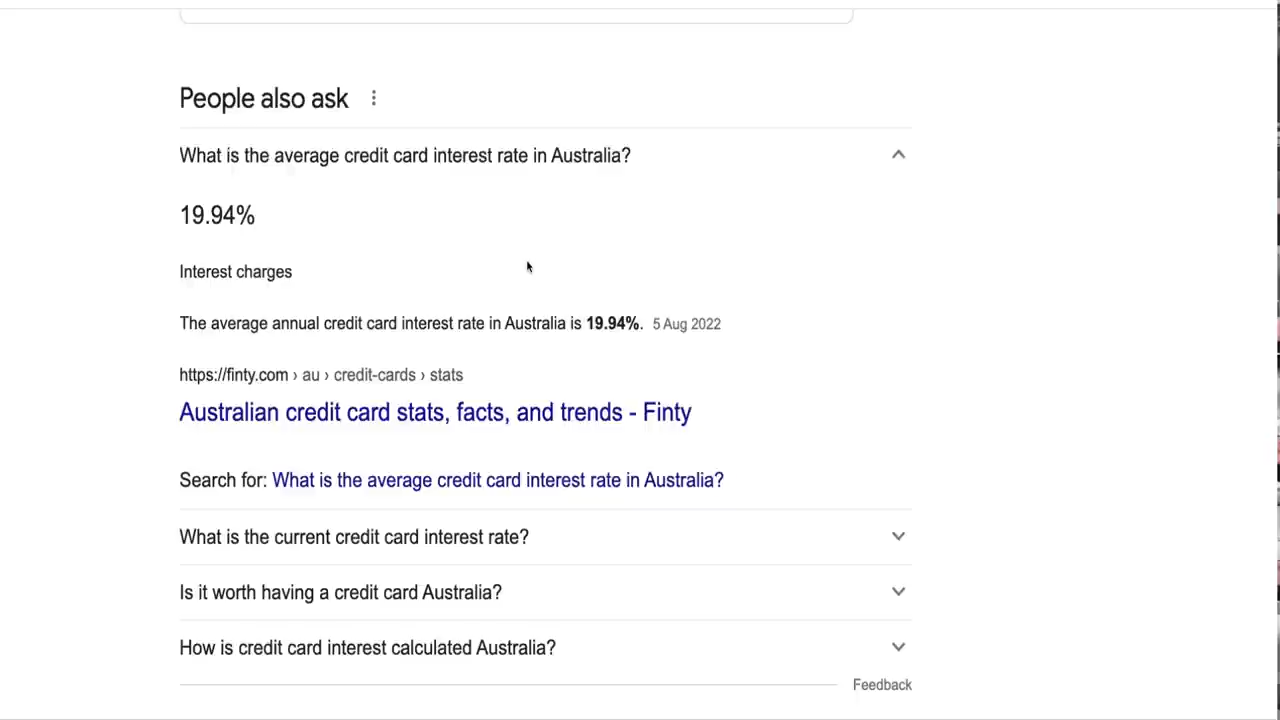 People also ask
What is the average credit card interest rate in Australia?
19.94%
Interest charges
The average annual credit card interest rate in Australia is 19.94%. 5 Aug 2022
https://finty.com › au › credit-cards › stats
Australian credit card stats, facts, and trends - Finty
Search for: What is the average credit card interest rate in Australia?
What is the current credit card interest rate?
Is it worth having a credit card Australia?
How is credit card interest calculated Australia?
Feedback